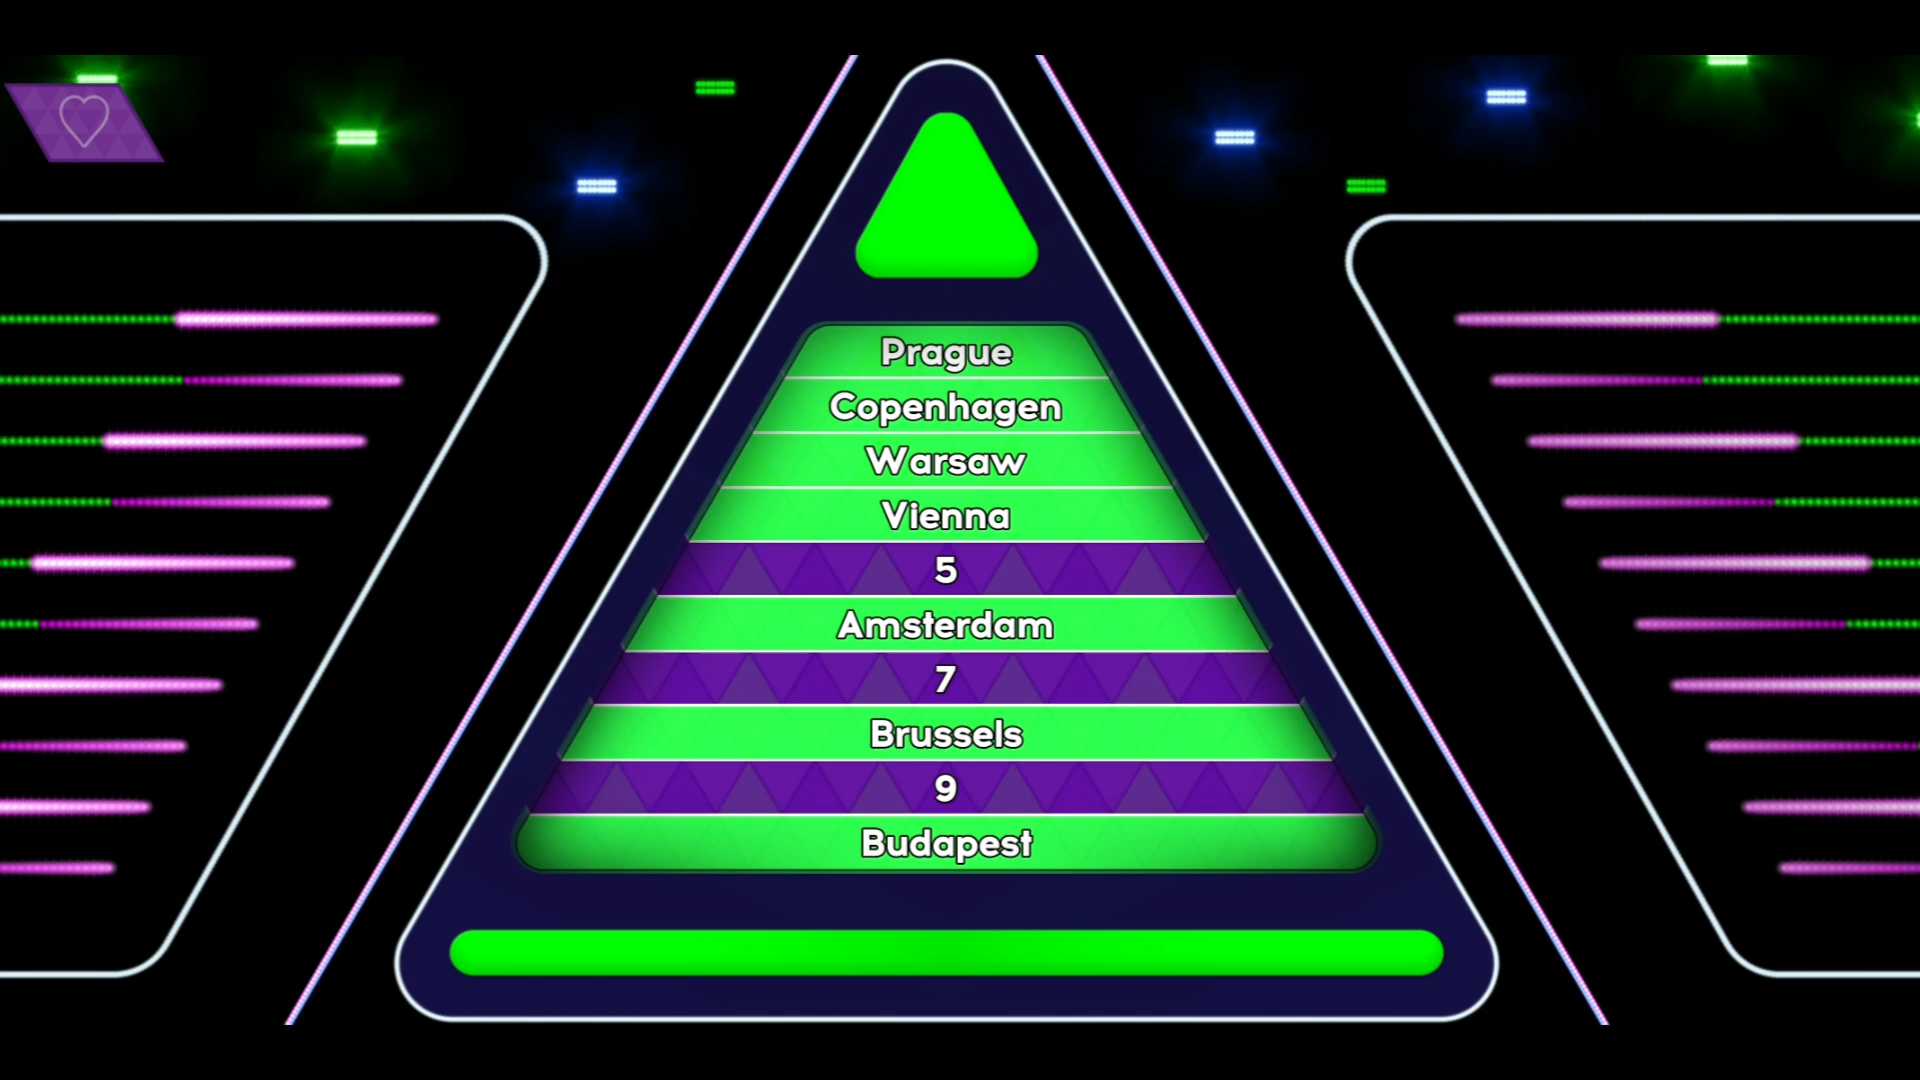 Prague
Copenhagen
Warsaw
Vienna
5
Amsterdam
7
Brussels
9
Budapest